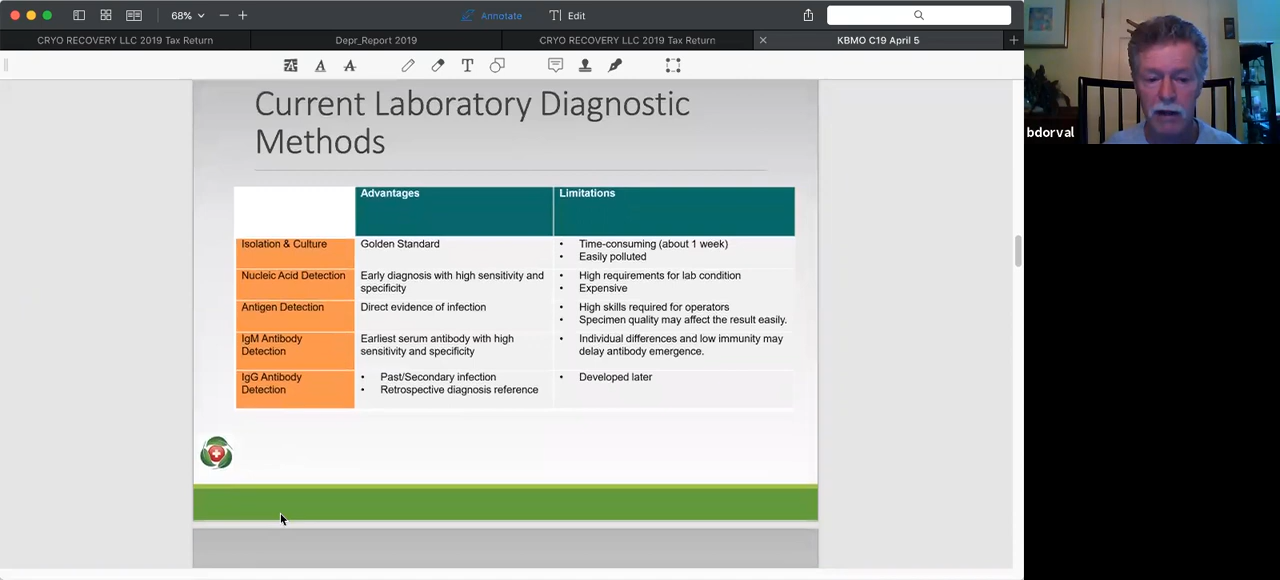 68%
Annotate
Edit
CRYO RECOVERY LLC 2019 Tax Return
Depr_Report 2019
CRYO RECOVERY LLC 2019 Tax Return
KBMO C19 April 5
Current Laboratory Diagnostic
Methods
Advantages
Limitations
Isolation & Culture
Golden Standard
• Time-consuming (about 1 week)
• Easily polluted
Nucleic Acid Detection
Early diagnosis with high sensitivity and
specificity
• High requirements for lab condition
• Expensive
Antigen Detection
Direct evidence of infection
• High skills required for operators
• Specimen quality may affect the result easily.
IgM Antibody
Detection
Earliest serum antibody with high
sensitivity and specificity
• Individual differences and low immunity may
delay antibody emergence.
IgG Antibody
Detection
• Past/Secondary infection
• Retrospective diagnosis reference
• Developed later
bdorval